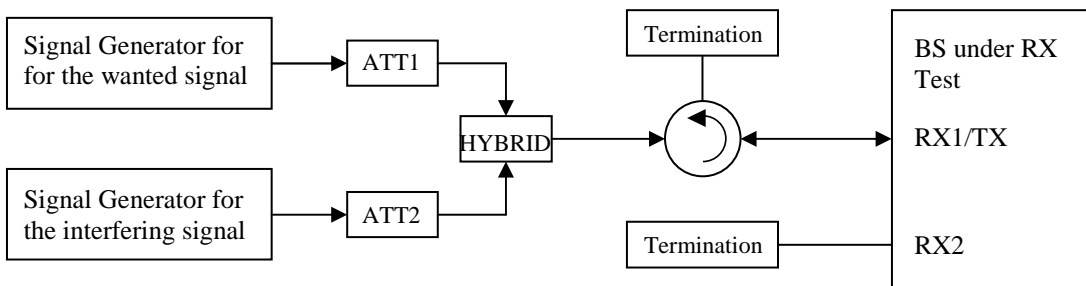 Signal Generator for
for the wanted signal
ATT1
HYBRID
Signal Generator for
the interfering signal
ATT2
Termination
Termination
BS under RX
Test
RX1/TX
RX2